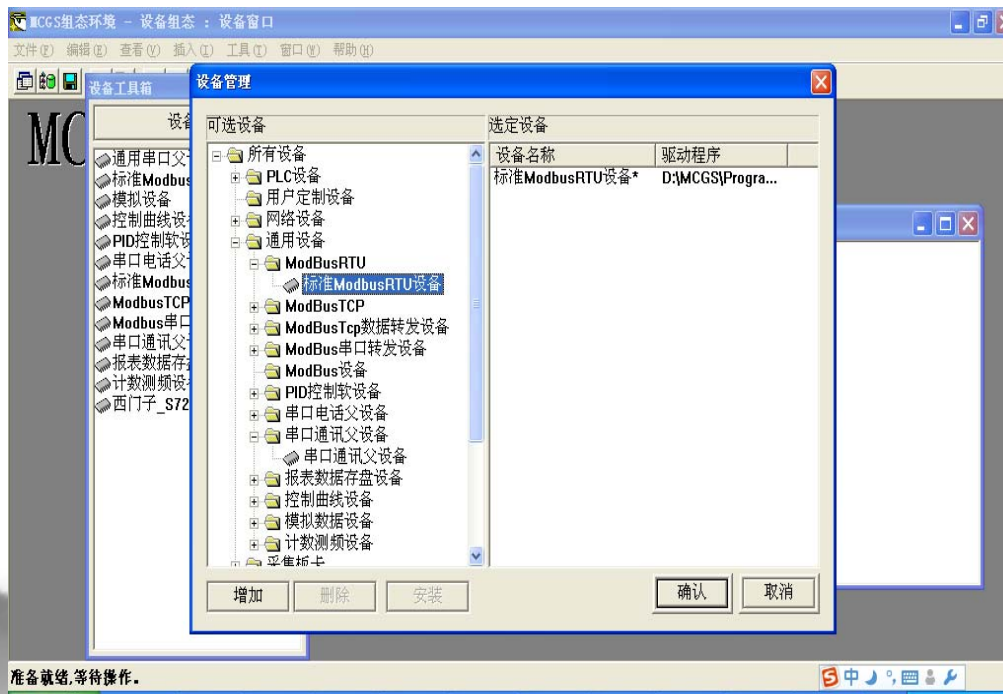 MCGS组态环境 - 设备组态 : 设备窗口
文件(F) 编辑(E) 查看(V) 插入(I) 工具(T) 窗口(W) 帮助(H)
设备工具箱
设备管理
MC
设备
可选设备
选定设备
通用串口父
标准Modbus
模拟设备
控制曲线设
PID控制软设
串口电话父
标准Modbus
ModbusTCP
Modbus串口
串口通讯父
报表数据存
计数测频设
西门子_S72
所有设备
PLC设备
用户定制设备
网络设备
通用设备
ModBusRTU
标准ModbusRTU设备
ModBusTCP
ModBusTcp数据转发设备
ModBus串口转发设备
ModBus设备
PID控制软设备
串口电话父设备
串口通讯父设备
串口通讯父设备
报表数据存盘设备
控制曲线设备
模拟数据设备
计数测频设备
采集板卡
设备名称 驱动程序
标准ModbusRTU设备* D:\MCGS\Progra...
增加 删除 安装 确认 取消
准备就绪,等待操作。
中